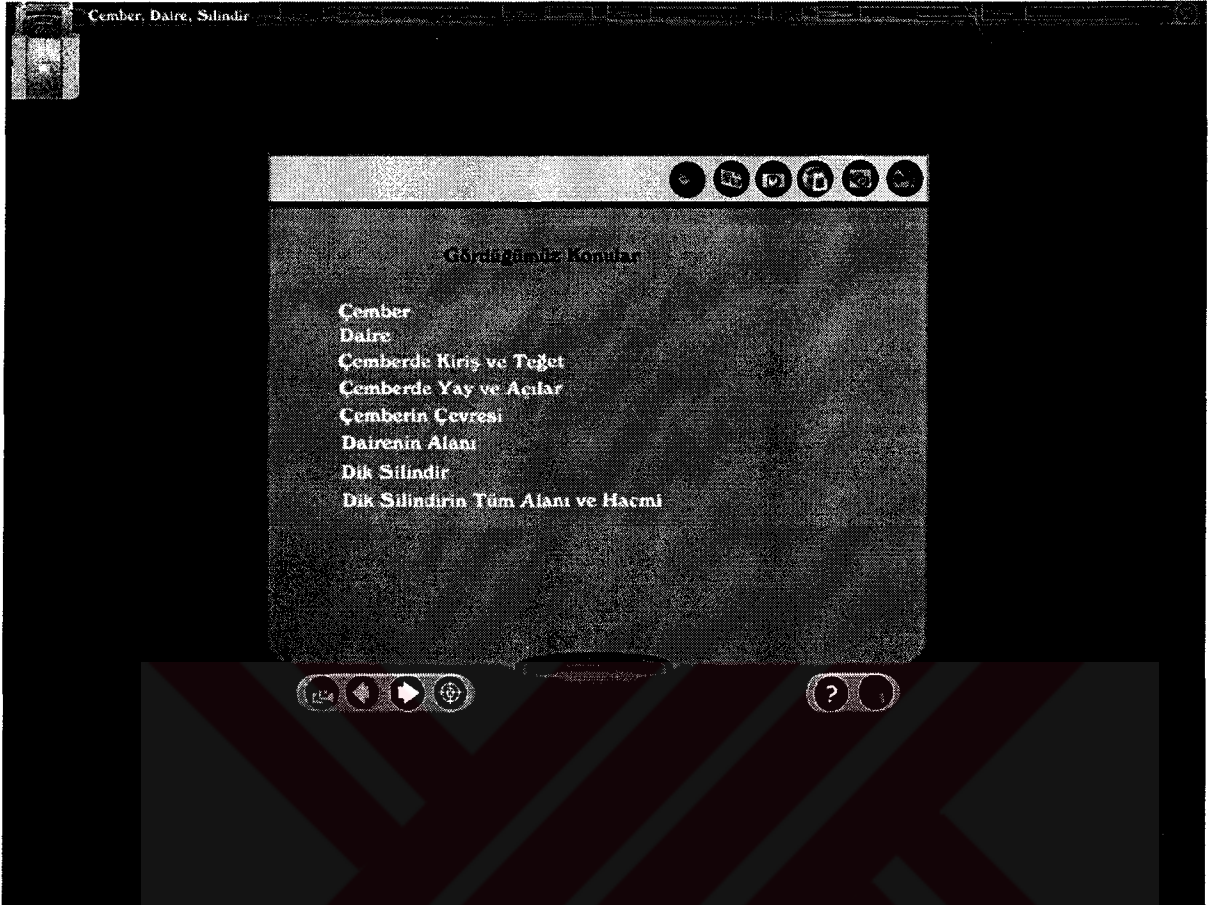 Çember, Daire, Silindir
Gördüğümüz Konular
Çember
Daire
Çemberde Kiriş ve Teğet
Çemberde Yay ve Açılar
Çemberin Çevresi
Dairenin Alanı
Dik Silindir
Dik Silindirin Tüm Alanı ve Hacmi
?